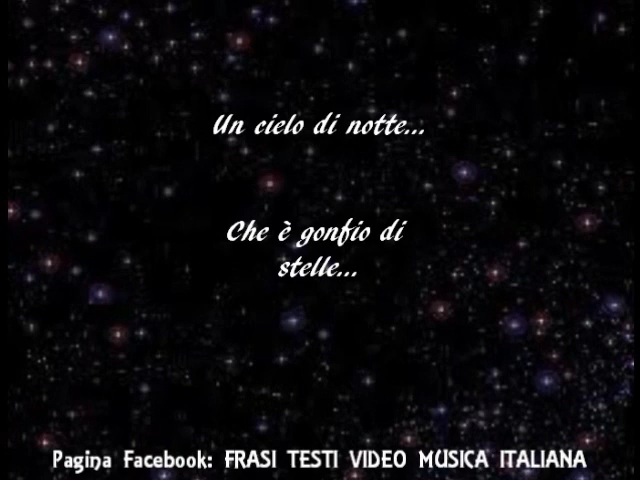 Un cielo di notte...
Che è gonfio di
stelle...
Pagina Facebook: FRASI TESTI VIDEO MUSICA ITALIANA